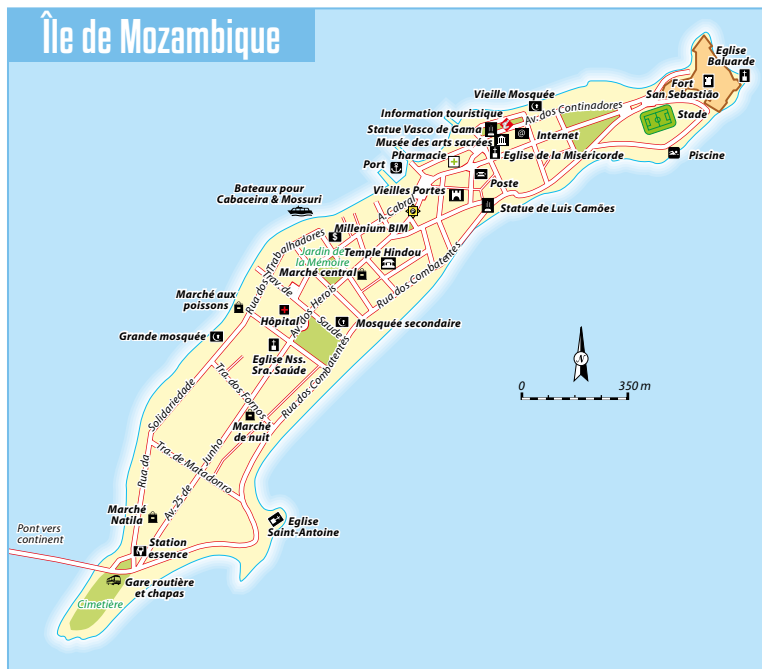 Île de Mozambique
Eglise
Baluarde
Fort
San Sebastião
Vieille Mosquée
Av. dos Continadores
Information touristique
Stade
Statue Vasco de Gama
Internet
Musée des arts sacrées
Eglise de la Miséricorde
Pharmacie
Piscine
Port
Poste
Vieilles Portes
Bateaux pour
Cabaceira & Mossuri
Statue de Luis Camôes
A. Cabral
Millenium BIM
Rua.dos Trabalhadores
Jardin de
la Mémoire
Temple Hindou
Marché central
Trav. de
Saude
Rua.dos Combatentes
Av. dos Herois
Marché aux
poissons
Hôpital
Mosquée secondaire
Grande mosquée
Eglise Nss.
Sra. Saúde
Rua.dos Combatentes
Tra. dos Fornos
Rua.da
Solidariedade
Marché
de nuit
Av. 25 de
Junho
Tra. de Matadonro
Marché
Natila
Eglise
Saint-Antoine
Pont vers
continent
Station
essence
Gare routière
et chapas
Cimetière
N
0
350 m
$
@